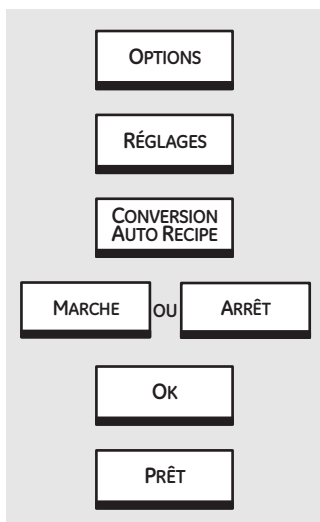 OPTIONS
RÉGLAGES
CONVERSION
AUTO RECIPE
MARCHE OU ARRÊT
OK
PRÊT